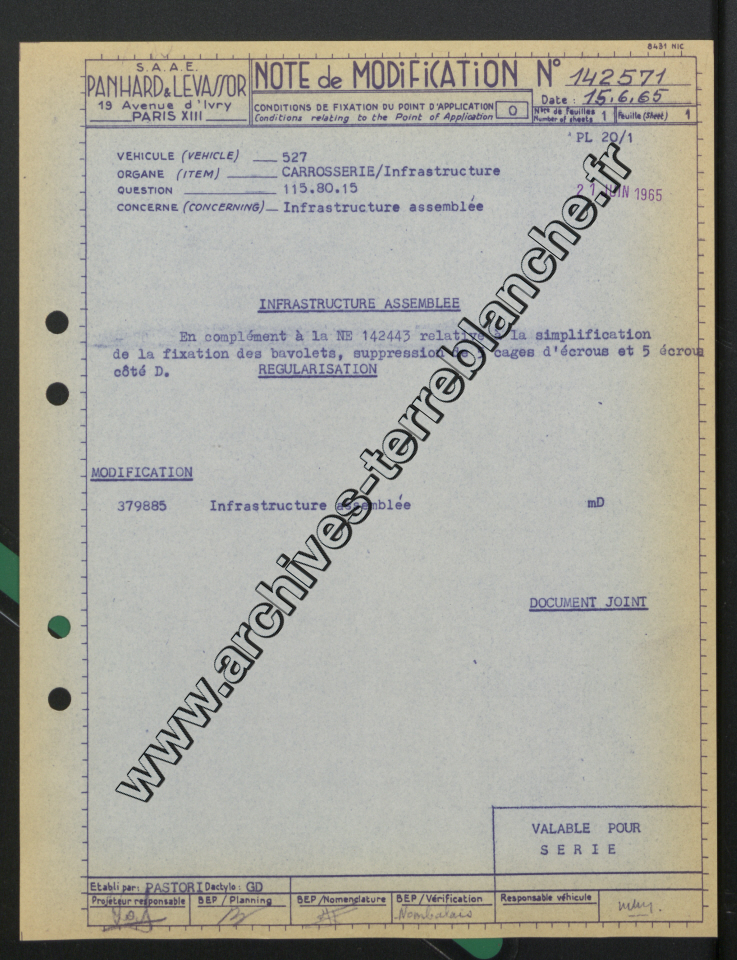 8431 NIC
S.A.A.E.
PANHARD & LEVASSOR
19 Avenue d'Ivry
PARIS XIII
NOTE de MODiFiCATiON N° 142571
Date : 15.6.65
CONDITIONS DE FIXATION DU POINT D'APPLICATION
Conditions relating to the Point of Application
0
Nbre de feuilles
Number of sheets
1
Feuille (Sheet) 1
PL 20/1
VEHICULE (VEHICLE) 527
ORGANE (ITEM) CARROSSERIE/Infrastructure
QUESTION 115.80.15
CONCERNE (CONCERNING) Infrastructure assemblée
21 JUIN 1965
INFRASTRUCTURE ASSEMBLEE
En complément à la NE 142443 relative à la simplification
de la fixation des bavolets, suppression de cages d'écrous et 5 écrous
côté D.
REGULARISATION
MODIFICATION
379885 Infrastructure assemblée mD
DOCUMENT JOINT
www.archives-terreblanche.fr
VALABLE POUR
SERIE
Etabli par: PASTORI Dactylo: GD
Projeteur responsable
BEP / Planning
BEP /Nomenclature
BEP /Vérification
Responsable véhicule